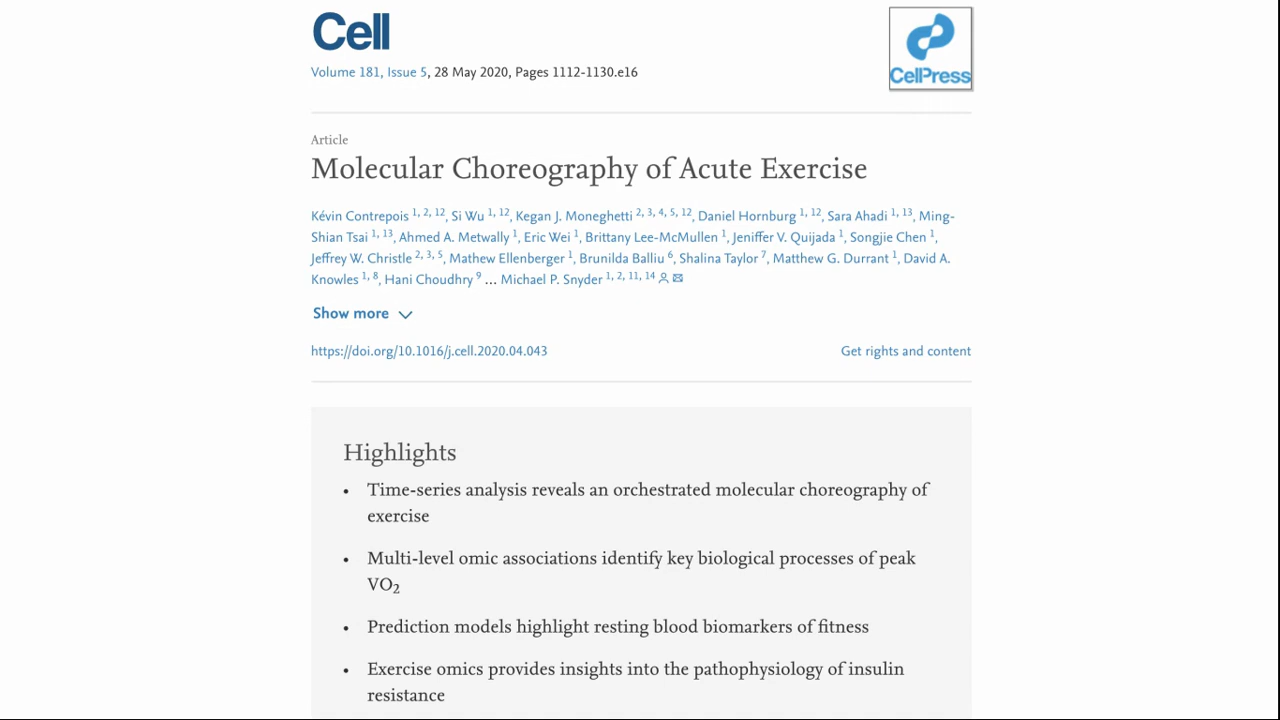 Cell
CellPress
Volume 181, Issue 5, 28 May 2020, Pages 1112-1130.e16
Article
Molecular Choreography of Acute Exercise
Kévin Contrepois 1, 2, 12, Si Wu 1, 12, Kegan J. Moneghetti 2, 3, 4, 5, 12, Daniel Hornburg 1, 12, Sara Ahadi 1, 13, Ming-
Shian Tsai 1, 13, Ahmed A. Metwally 1, Eric Wei 1, Brittany Lee-McMullen 1, Jeniffer V. Quijada 1, Songjie Chen 1,
Jeffrey W. Christle 2, 3, 5, Mathew Ellenberger 1, Brunilda Balliu 6, Shalina Taylor 7, Matthew G. Durrant 1, David A.
Knowles 1, 8, Hani Choudhry 9 ... Michael P. Snyder 1, 2, 11, 14
Show more
https://doi.org/10.1016/j.cell.2020.04.043
Get rights and content
Highlights
• Time-series analysis reveals an orchestrated molecular choreography of
exercise
• Multi-level omic associations identify key biological processes of peak
VO2
• Prediction models highlight resting blood biomarkers of fitness
• Exercise omics provides insights into the pathophysiology of insulin
resistance